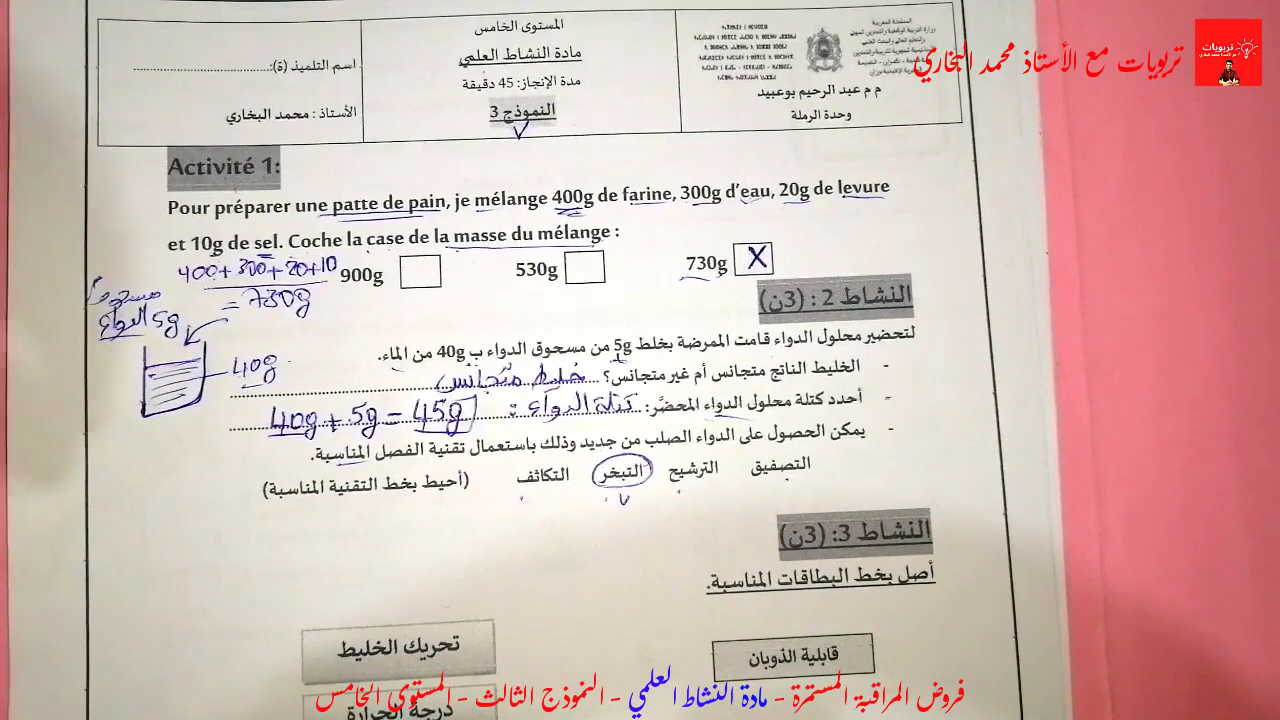 تربويات مع الأستاذ محمد البخاري
تربويات
المملكة المغربية
م م عبد الرحيم بوعبيد
وحدة الرملة
المستوى الخامس
مادة النشاط العلمي
مدة الإنجاز: 45 دقيقة
النموذج 3
اسم التلميذ (ة):
الأستاذ : محمد البخاري
Activité 1:
Pour préparer une patte de pain, je mélange 400g de farine, 300g d'eau, 20g de levure
et 10g de sel. Coche la case de la masse du mélange :
400+300+20+10
= 730g
900g 530g 730g X
النشاط 2 : (3ن)
لتحضير محلول الدواء قامت الممرضة بخلط 5g من مسحوق الدواء ب 40g من الماء.
مسحوق
الدواء 5g
40g
- الخليط الناتج متجانس أم غير متجانس؟ خليط متجانس
- أحدد كتلة محلول الدواء المحضَّر: كتلة الدواء : 40g + 5g = 45g
- يمكن الحصول على الدواء الصلب من جديد وذلك باستعمال تقنية الفصل المناسبة.
التصفيق الترشيح التبخر التكاثف (أحيط بخط التقنية المناسبة)
النشاط 3: (3ن)
أصل بخط البطاقات المناسبة.
تحريك الخليط
قابلية الذوبان
درجة الحرارة
فروض المراقبة المستمرة - مادة النشاط العلمي - النموذج الثالث - المستوى الخامس